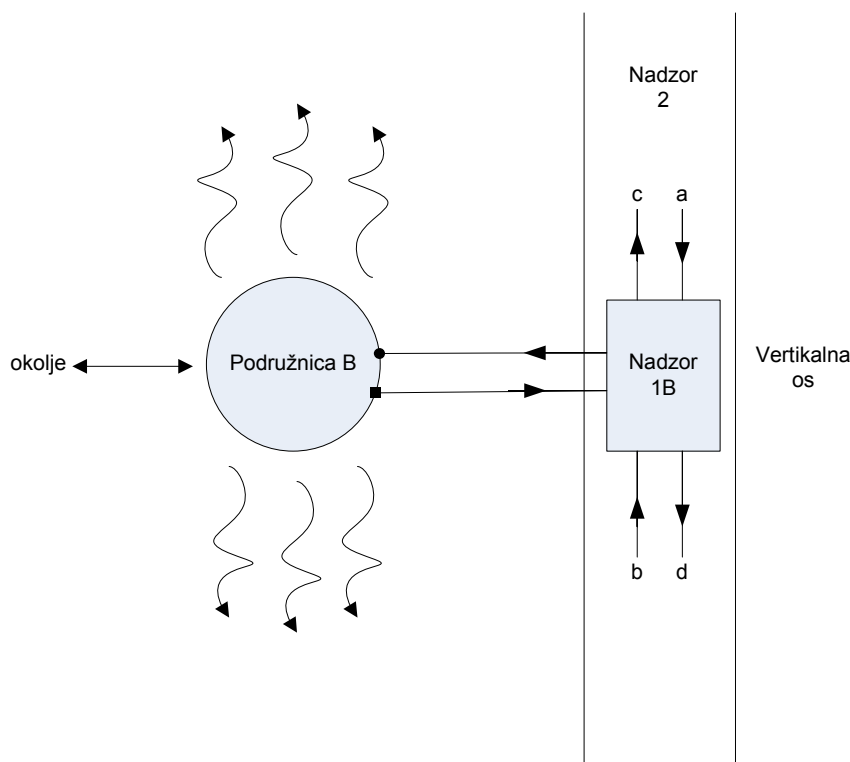 Nadzor
2
c
a
okolje
Podružnica B
Nadzor
1B
Vertikalna
os
b
d